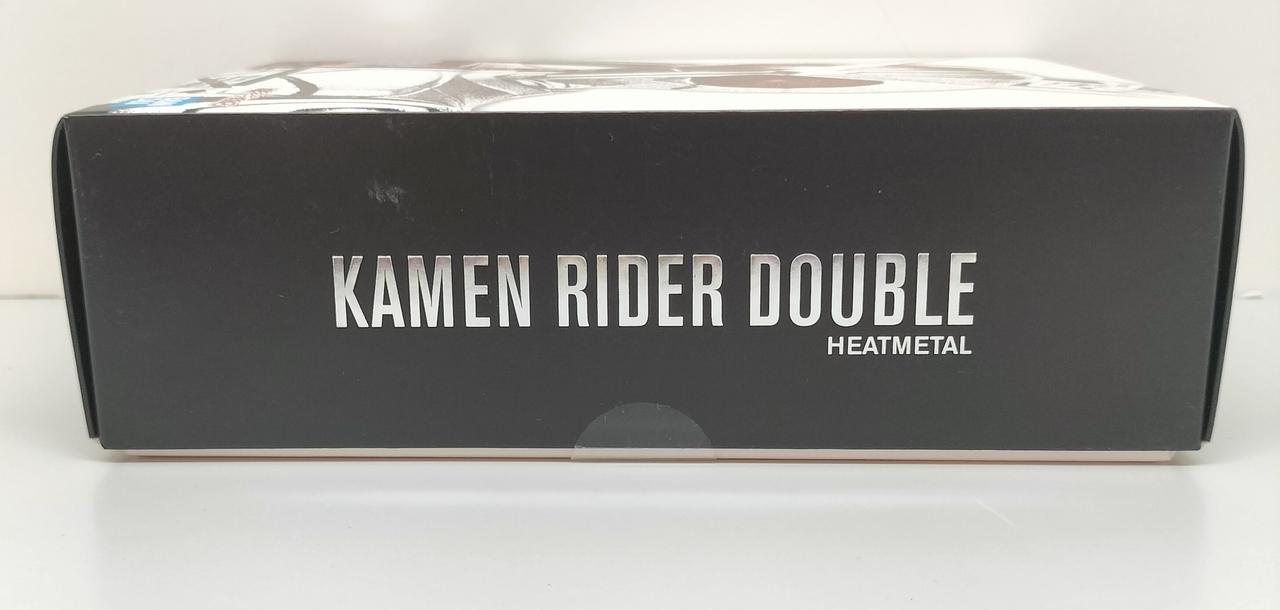 KAMEN RIDER DOUBLE
HEATMETAL